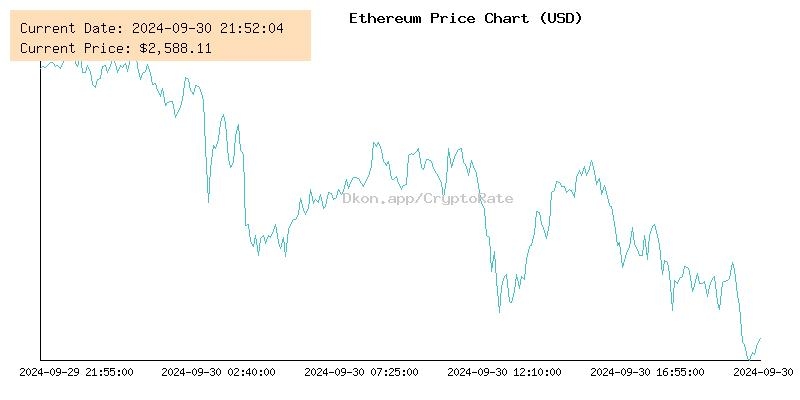 Ethereum Price Chart (USD)
Current Date: 2024-09-30 21:52:04
Current Price: $2,588.11
Dkon.app/CryptoRate
2024-09-29 21:55:00 2024-09-30 02:40:00 2024-09-30 07:25:00 2024-09-30 12:10:00 2024-09-30 16:55:00 2024-09-30